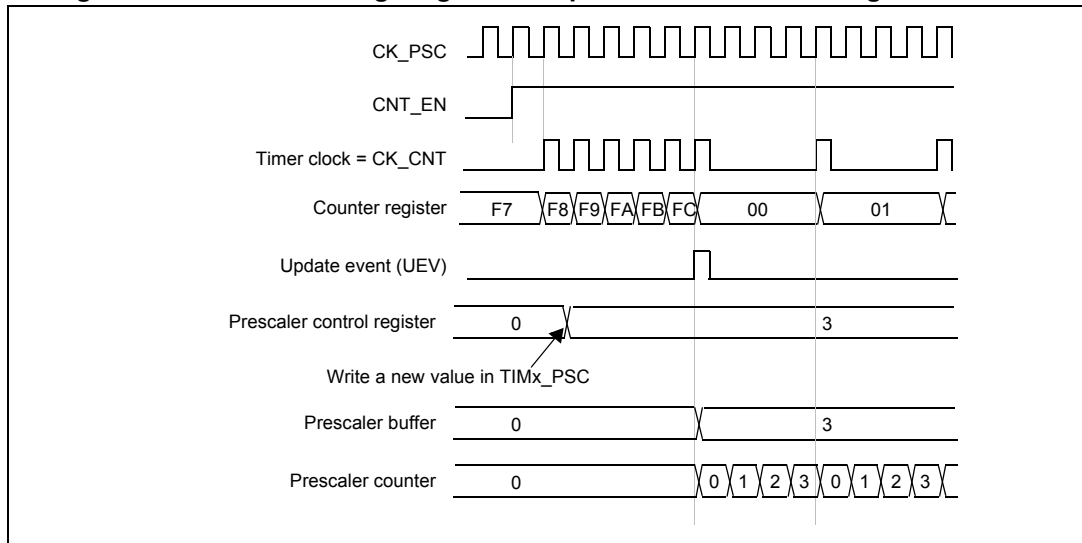 CK_PSC
CNT_EN
Timer clock = CK_CNT
Counter register F7 F8 F9 FA FB FC 00 01
Update event (UEV)
Prescaler control register 0 3
Write a new value in TIMx_PSC
Prescaler buffer 0 3
Prescaler counter 0 0 1 2 3 0 1 2 3